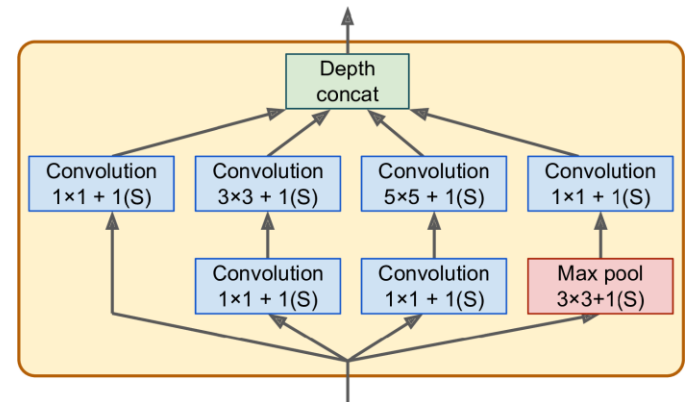 Depth
concat
Convolution
1×1 + 1(S)
Convolution
3×3 + 1(S)
Convolution
5×5 + 1(S)
Convolution
1×1 + 1(S)
Convolution
1×1 + 1(S)
Convolution
1×1 + 1(S)
Max pool
3×3+1(S)